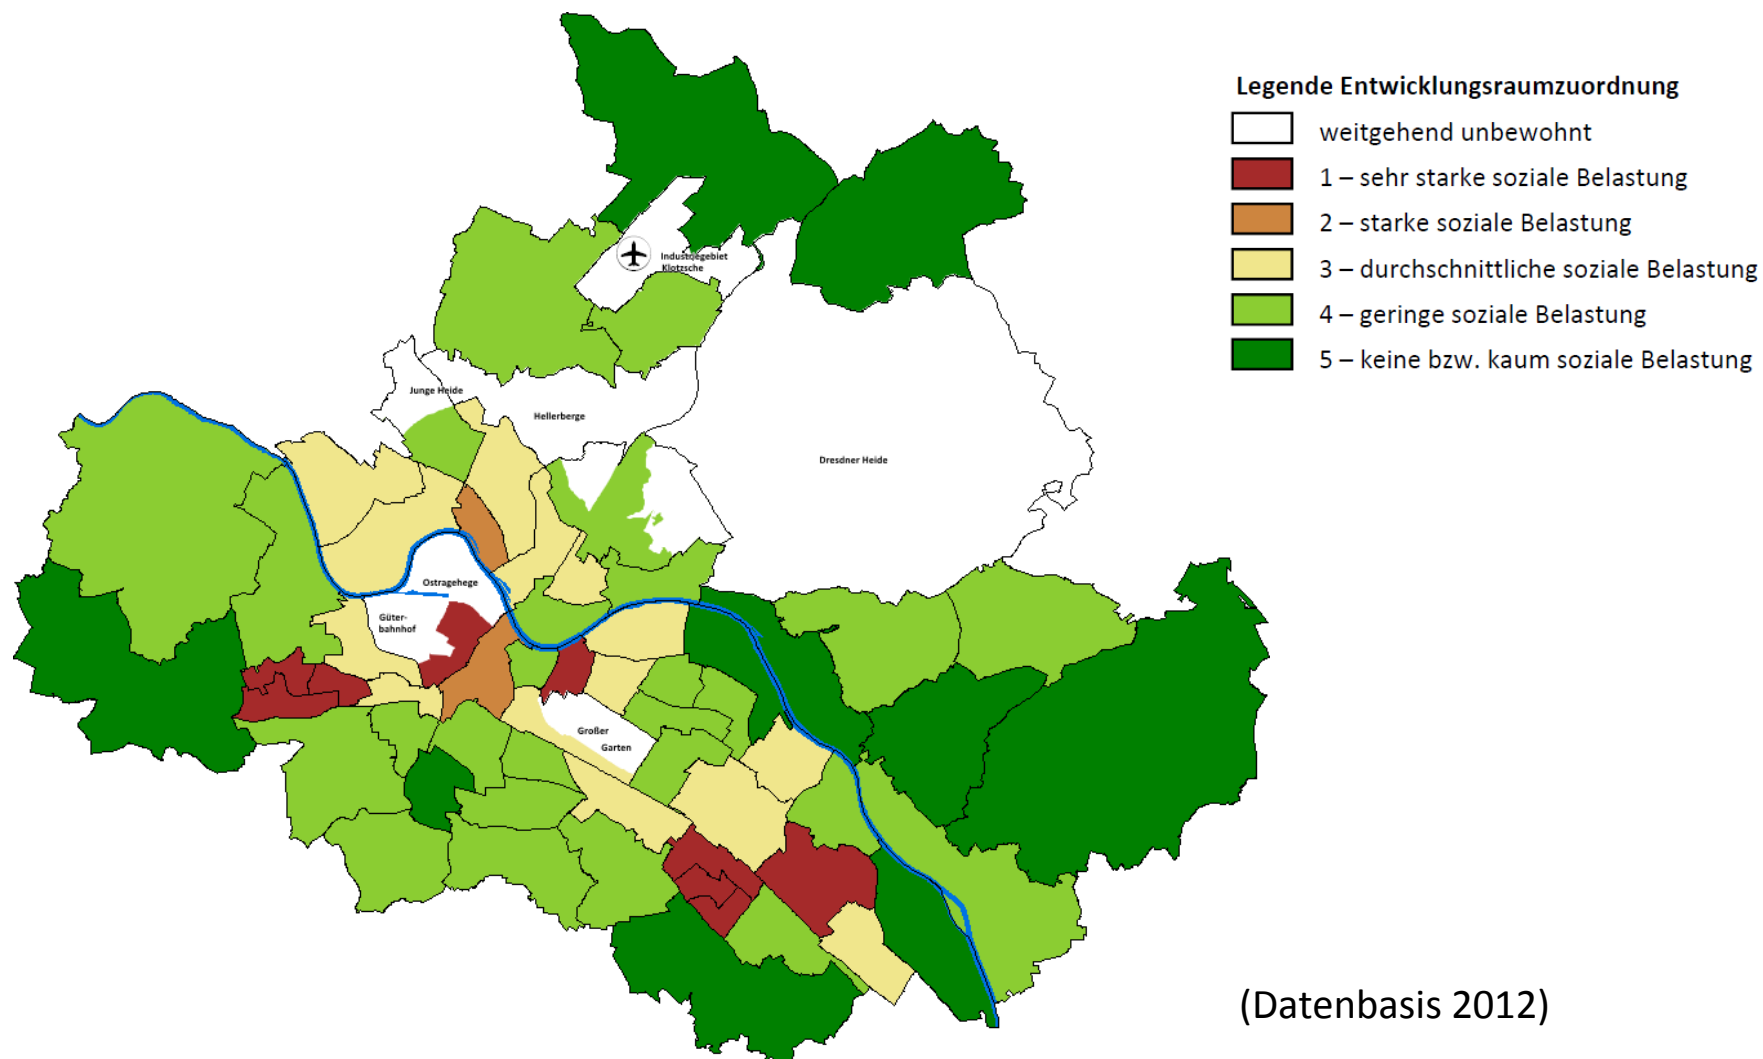 Legende Entwicklungsraumzuordnung
weitgehend unbewohnt
1 – sehr starke soziale Belastung
2 – starke soziale Belastung
3 – durchschnittliche soziale Belastung
4 – geringe soziale Belastung
5 – keine bzw. kaum soziale Belastung
Industriegebiet
Klotzsche
Junge Heide
Hellerberge
Dresdner Heide
Ostragehege
Güter-
bahnhof
Großer
Garten
(Datenbasis 2012)